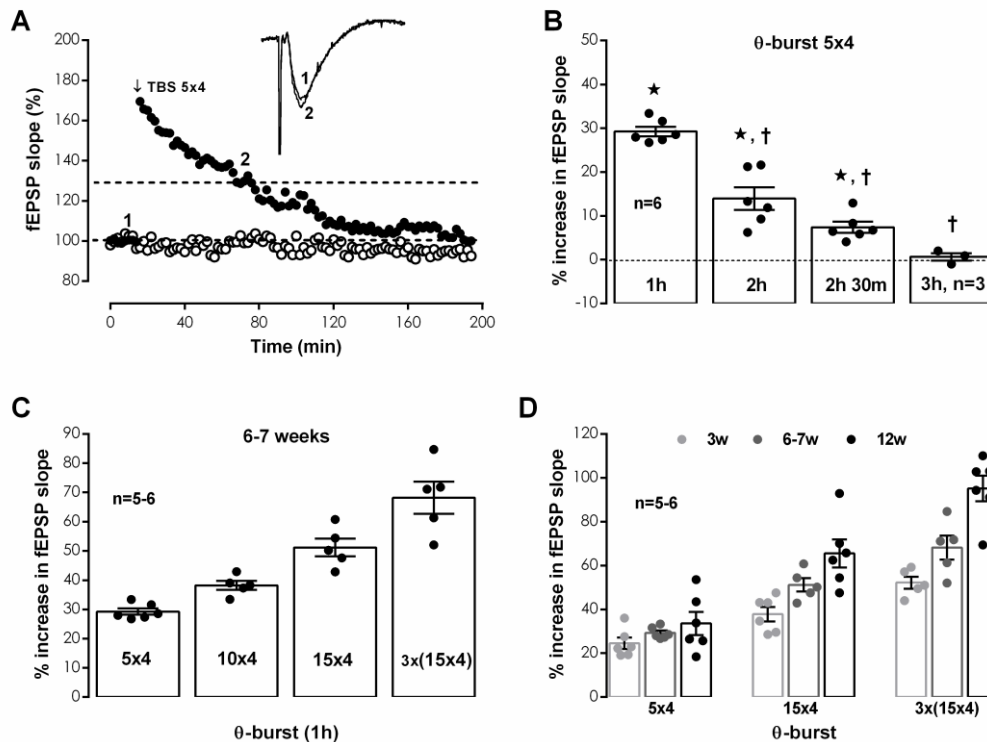 A
200
180
160
140
120
100
80
fEPSP slope (%)
↓ TBS 5x4
1
2
1
2
0 40 80 120 160 200
Time (min)
B
θ-burst 5x4
% increase in fEPSP slope
50
40
30
20
10
0
-10
★
★, †
★, †
†
n=6
1h
2h
2h 30m
3h, n=3
C
6-7 weeks
% increase in fEPSP slope
90
80
70
60
50
40
30
20
10
0
n=5-6
5x4
10x4
15x4
3x(15x4)
θ-burst (1h)
D
3w 6-7w 12w
% increase in fEPSP slope
120
100
80
60
40
20
0
n=5-6
5x4 15x4 3x(15x4)
θ-burst